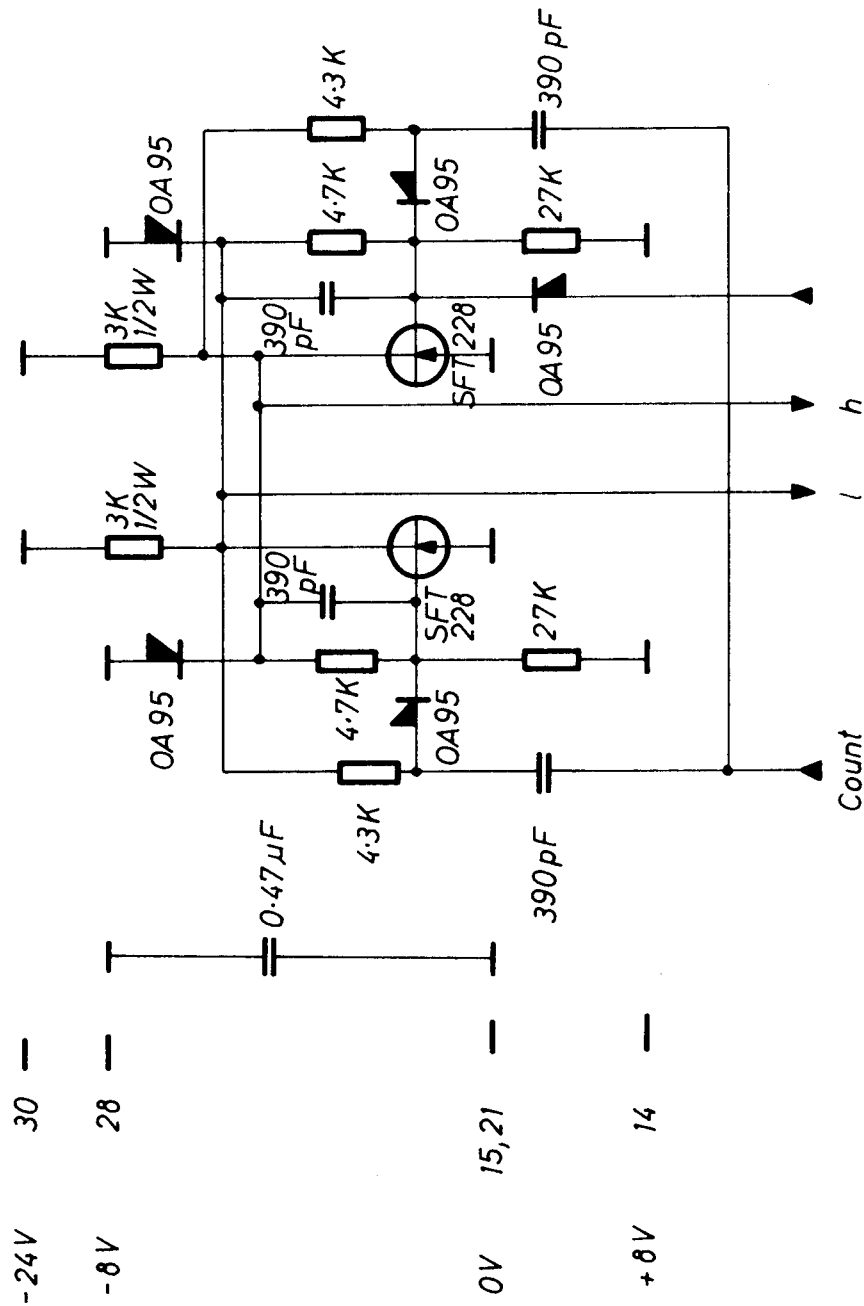 -24V 30
-8V 28
3K
1/2W
3K
1/2W
OA95
OA95
0·47µF
390
pF
390
pF
4·3K
4·7K
4·7K
4·3K
OA95
SFT
228
SFT 228
OA95
0V 15,21
390pF
27K
OA95
27K
390pF
+8V 14
Count l h